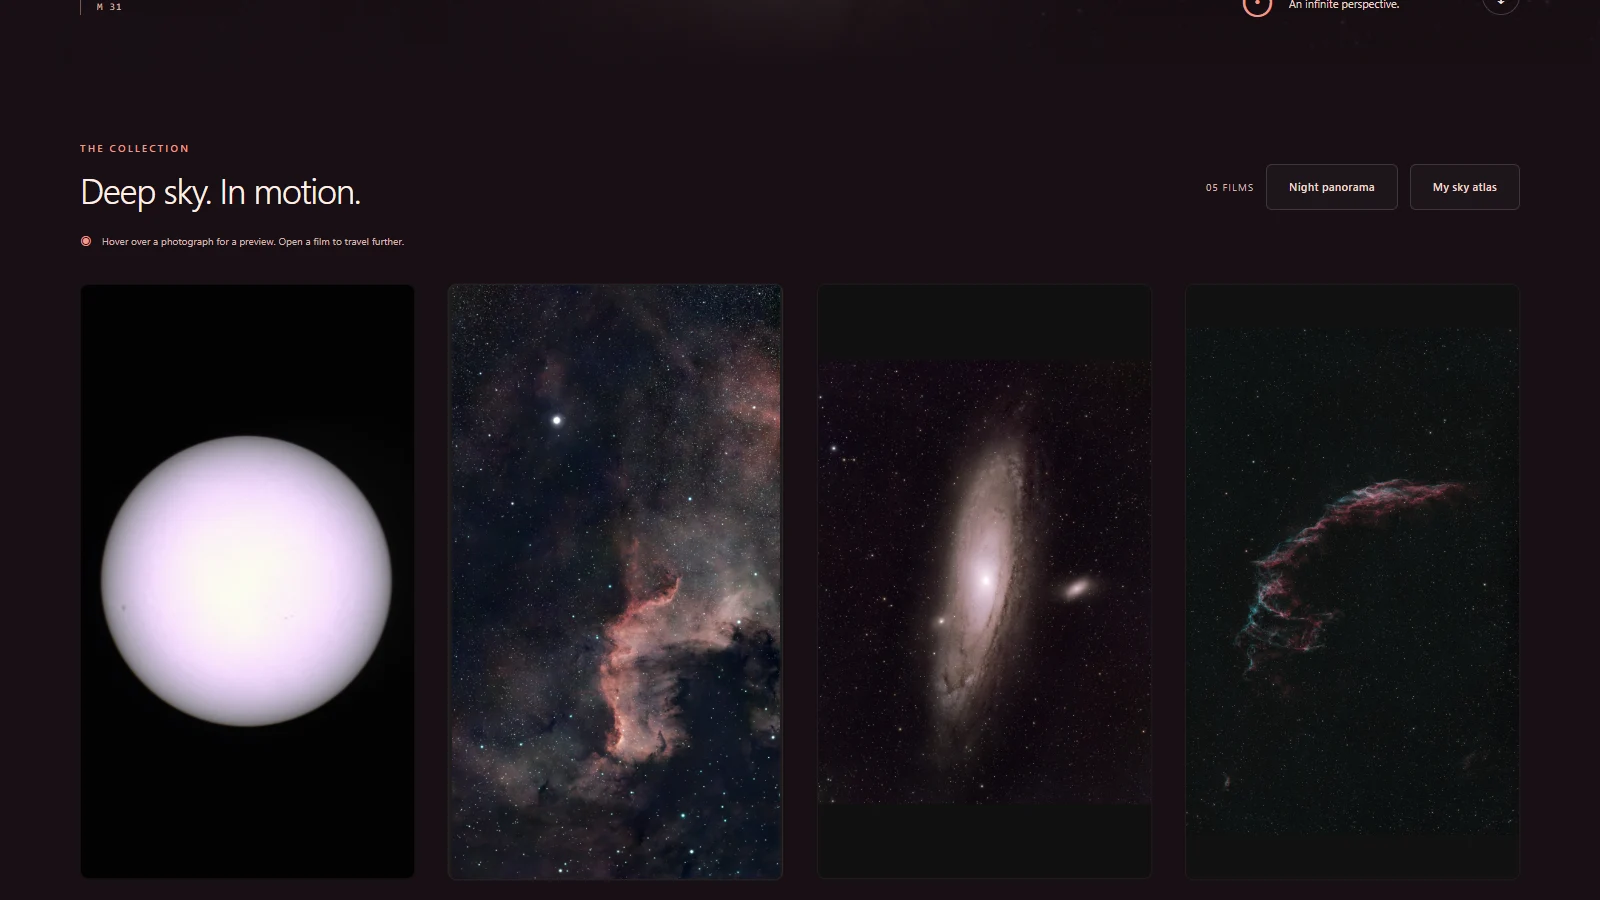 M 31
An infinite perspective.
THE COLLECTION
Deep sky. In motion.
05 FILMS
Night panorama
My sky atlas
Hover over a photograph for a preview. Open a film to travel further.